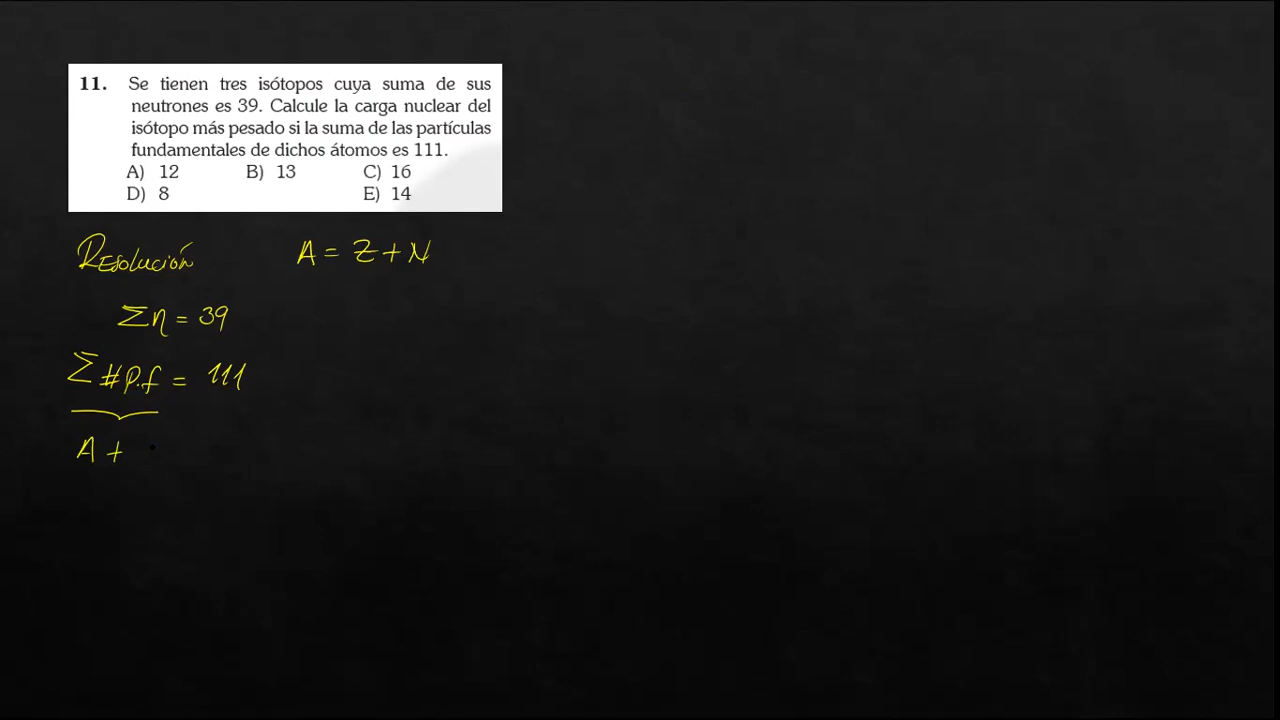 11. Se tienen tres isótopos cuya suma de sus
neutrones es 39. Calcule la carga nuclear del
isótopo más pesado si la suma de las partículas
fundamentales de dichos átomos es 111.
A) 12 B) 13 C) 16
D) 8 E) 14
Resolución A = Z + N
Ση = 39
Σ #P.f = 111
A +